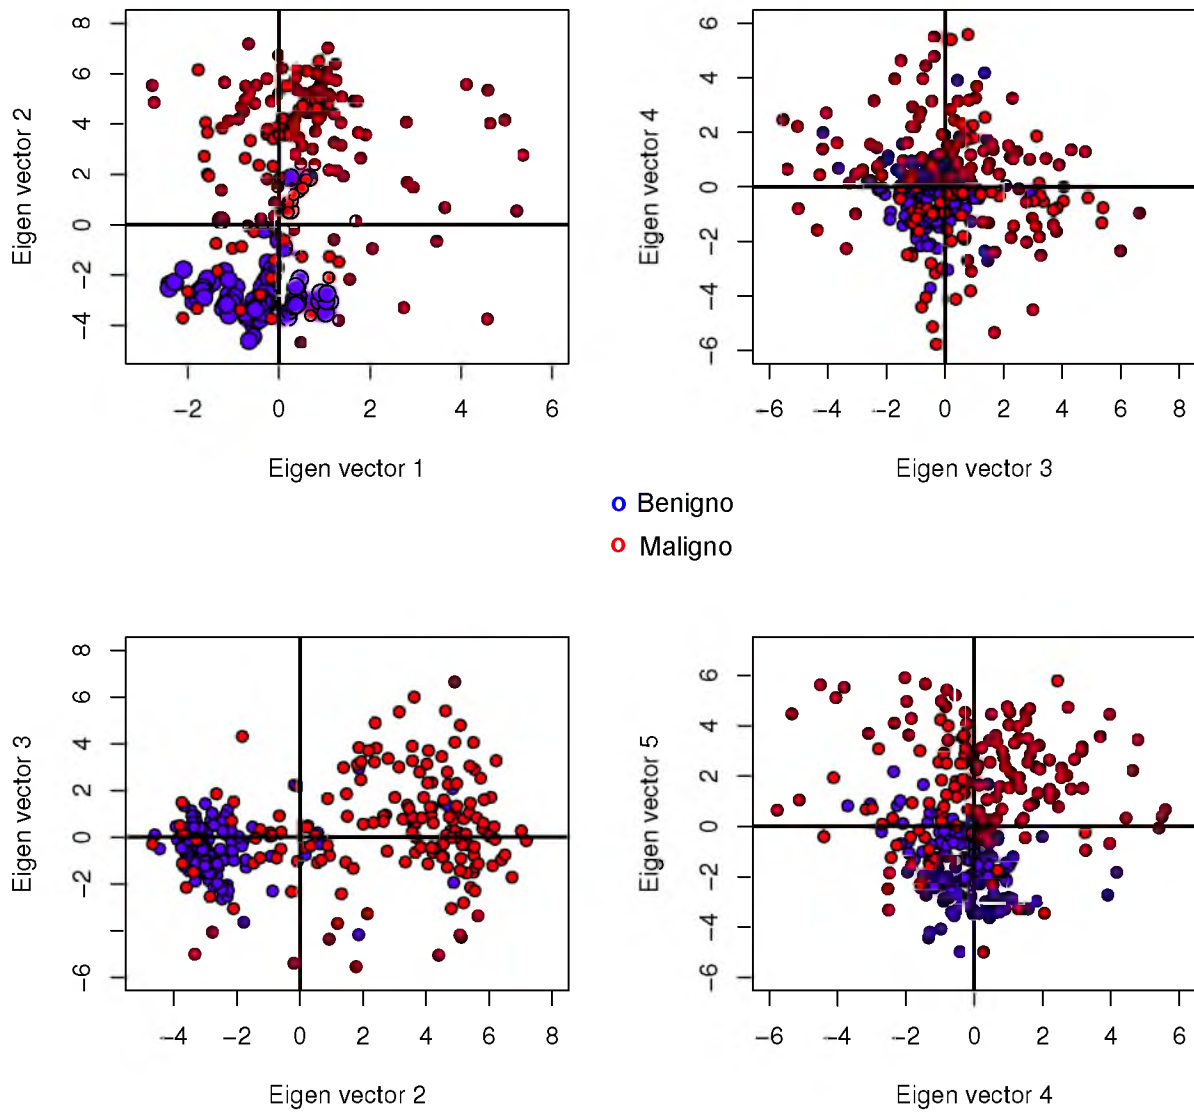 8
6
4
2
0
−2
−4
Eigen vector 2
−2 0 2 4 6
Eigen vector 1
6
4
2
0
−2
−4
−6
Eigen vector 4
−6 −4 −2 0 2 4 6 8
Eigen vector 3
o Benigno
o Maligno
8
6
4
2
0
−2
−6
Eigen vector 3
−4 −2 0 2 4 6 8
Eigen vector 2
6
4
2
0
−2
−4
−6
Eigen vector 5
−6 −4 −2 0 2 4 6
Eigen vector 4